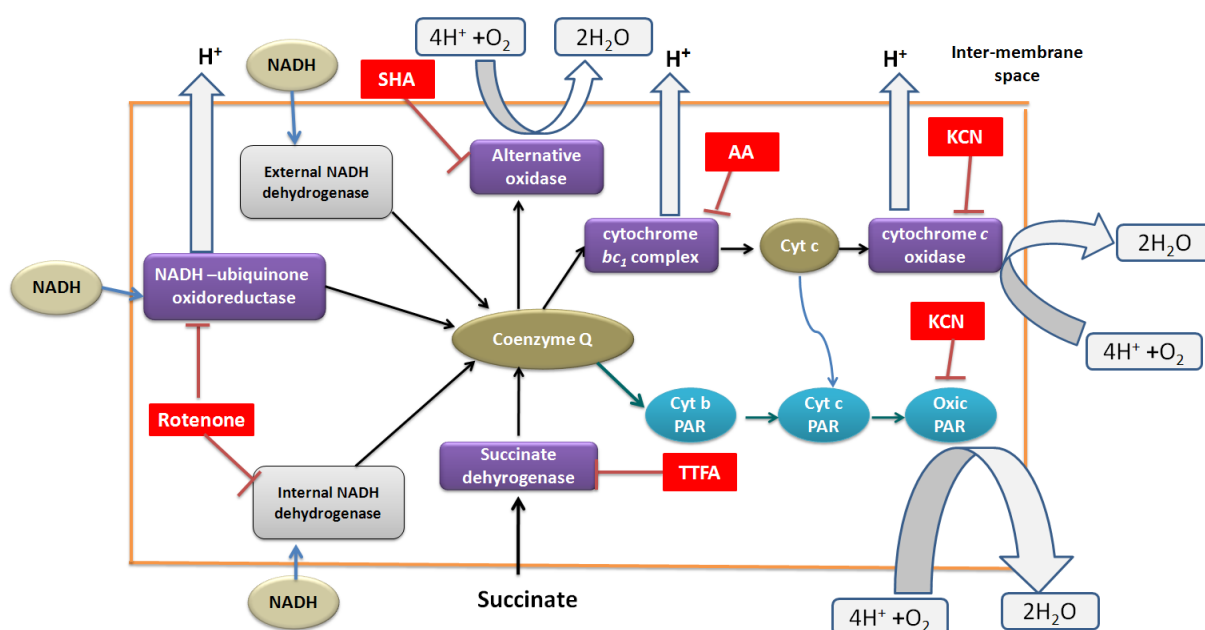 H+
NADH
4H+ +O2
2H2O
H+
H+
Inter-membrane
space
SHA
KCN
AA
External NADH
dehydrogenase
Alternative
oxidase
cytochrome
bc1 complex
Cyt c
cytochrome c
oxidase
2H2O
NADH
NADH –ubiquinone
oxidoreductase
KCN
Coenzyme Q
4H+ +O2
Rotenone
Cyt b
PAR
Cyt c
PAR
Oxic
PAR
Succinate
dehyrogenase
TTFA
Internal NADH
dehydrogenase
NADH
Succinate
4H+ +O2
2H2O